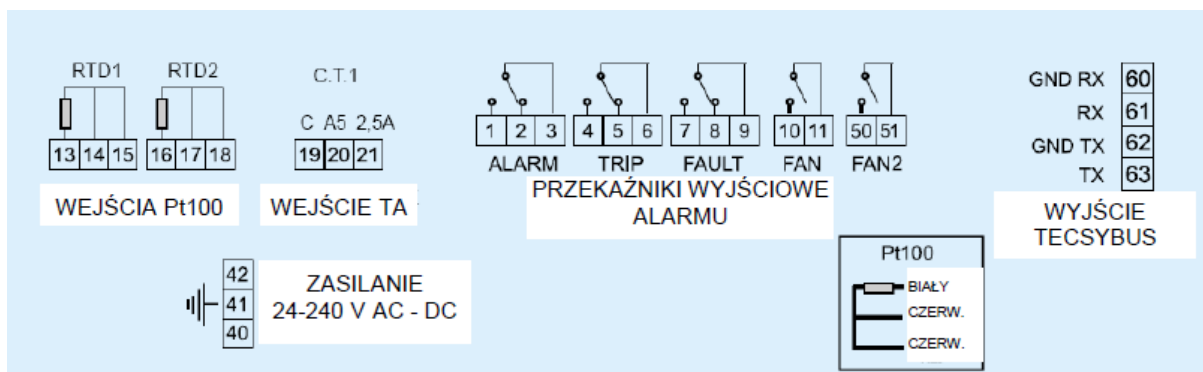 RTD1 RTD2
13 14 15 16 17 18
WEJŚCIA Pt100
C.T.1
C A5 2,5A
19 20 21
WEJŚCIE TA
1 2 3 4 5 6 7 8 9 10 11 50 51
ALARM TRIP FAULT FAN FAN2
PRZEKAŹNIKI WYJŚCIOWE
ALARMU
GND RX 60
RX 61
GND TX 62
TX 63
WYJŚCIE
TECSYBUS
42
41
40
ZASILANIE
24-240 V AC - DC
Pt100
BIAŁY
CZERW.
CZERW.